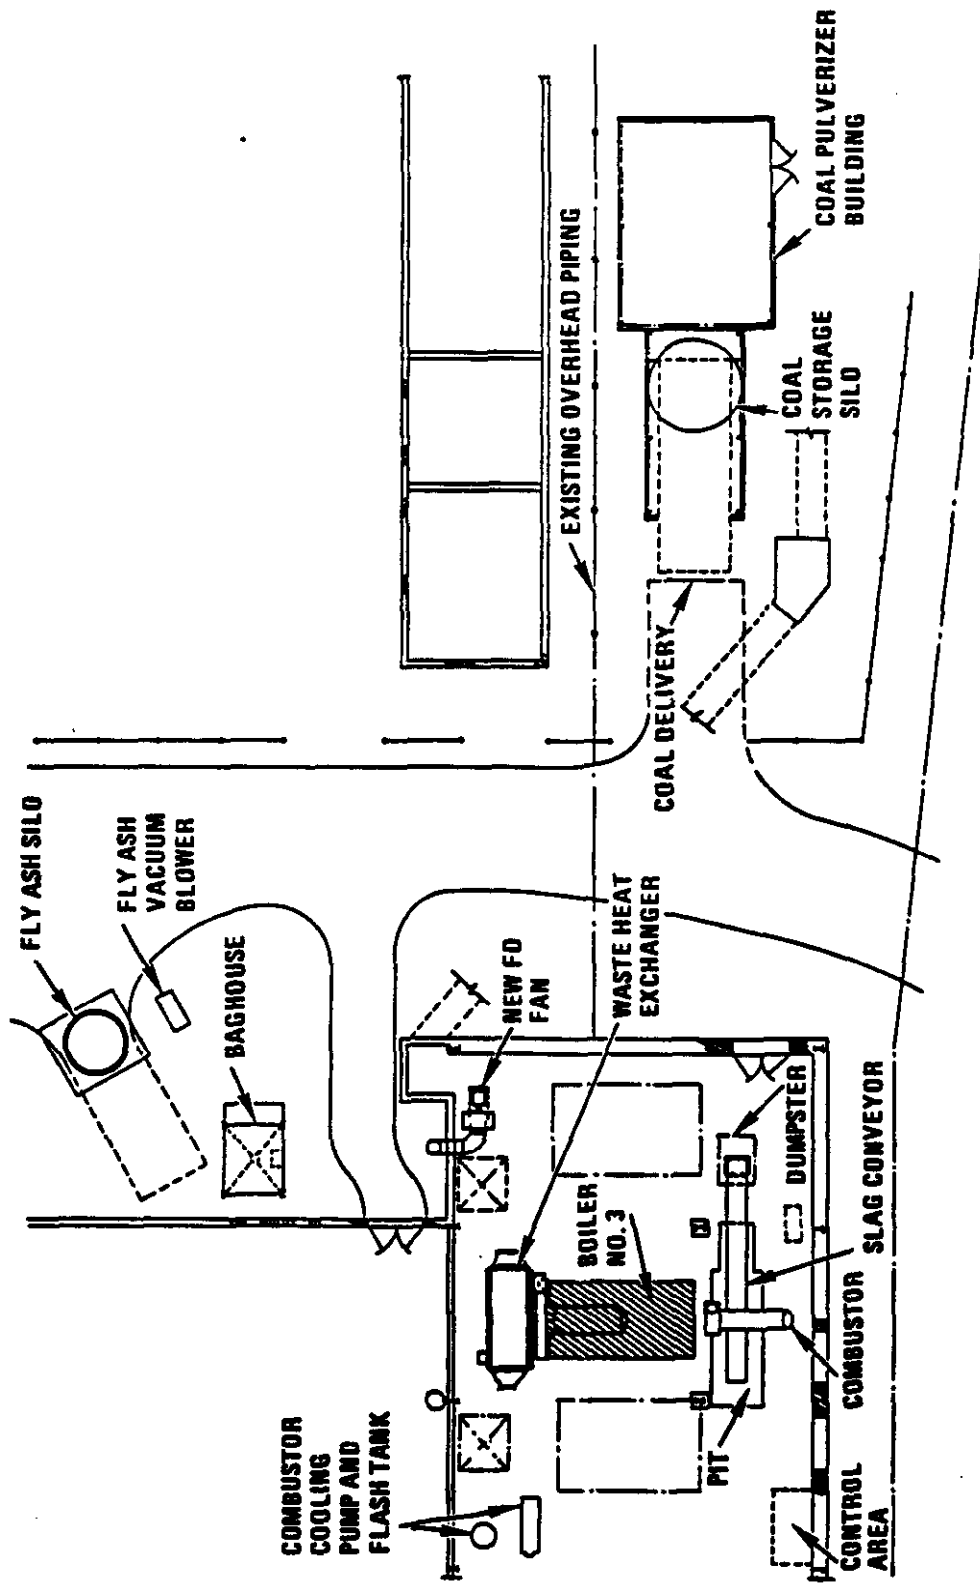 FLY ASH SILO
FLY ASH
VACUUM
BLOWER
BAGHOUSE
COMBUSTOR
COOLING
PUMP AND
FLASH TANK
NEW FD
FAN
EXISTING OVERHEAD PIPING
WASTE HEAT
EXCHANGER
BOILER
NO. 3
COAL DELIVERY
PIT
DUMPSTER
COAL
STORAGE
SILO
COAL PULVERIZER
BUILDING
CONTROL
AREA
COMBUSTOR
SLAG CONVEYOR